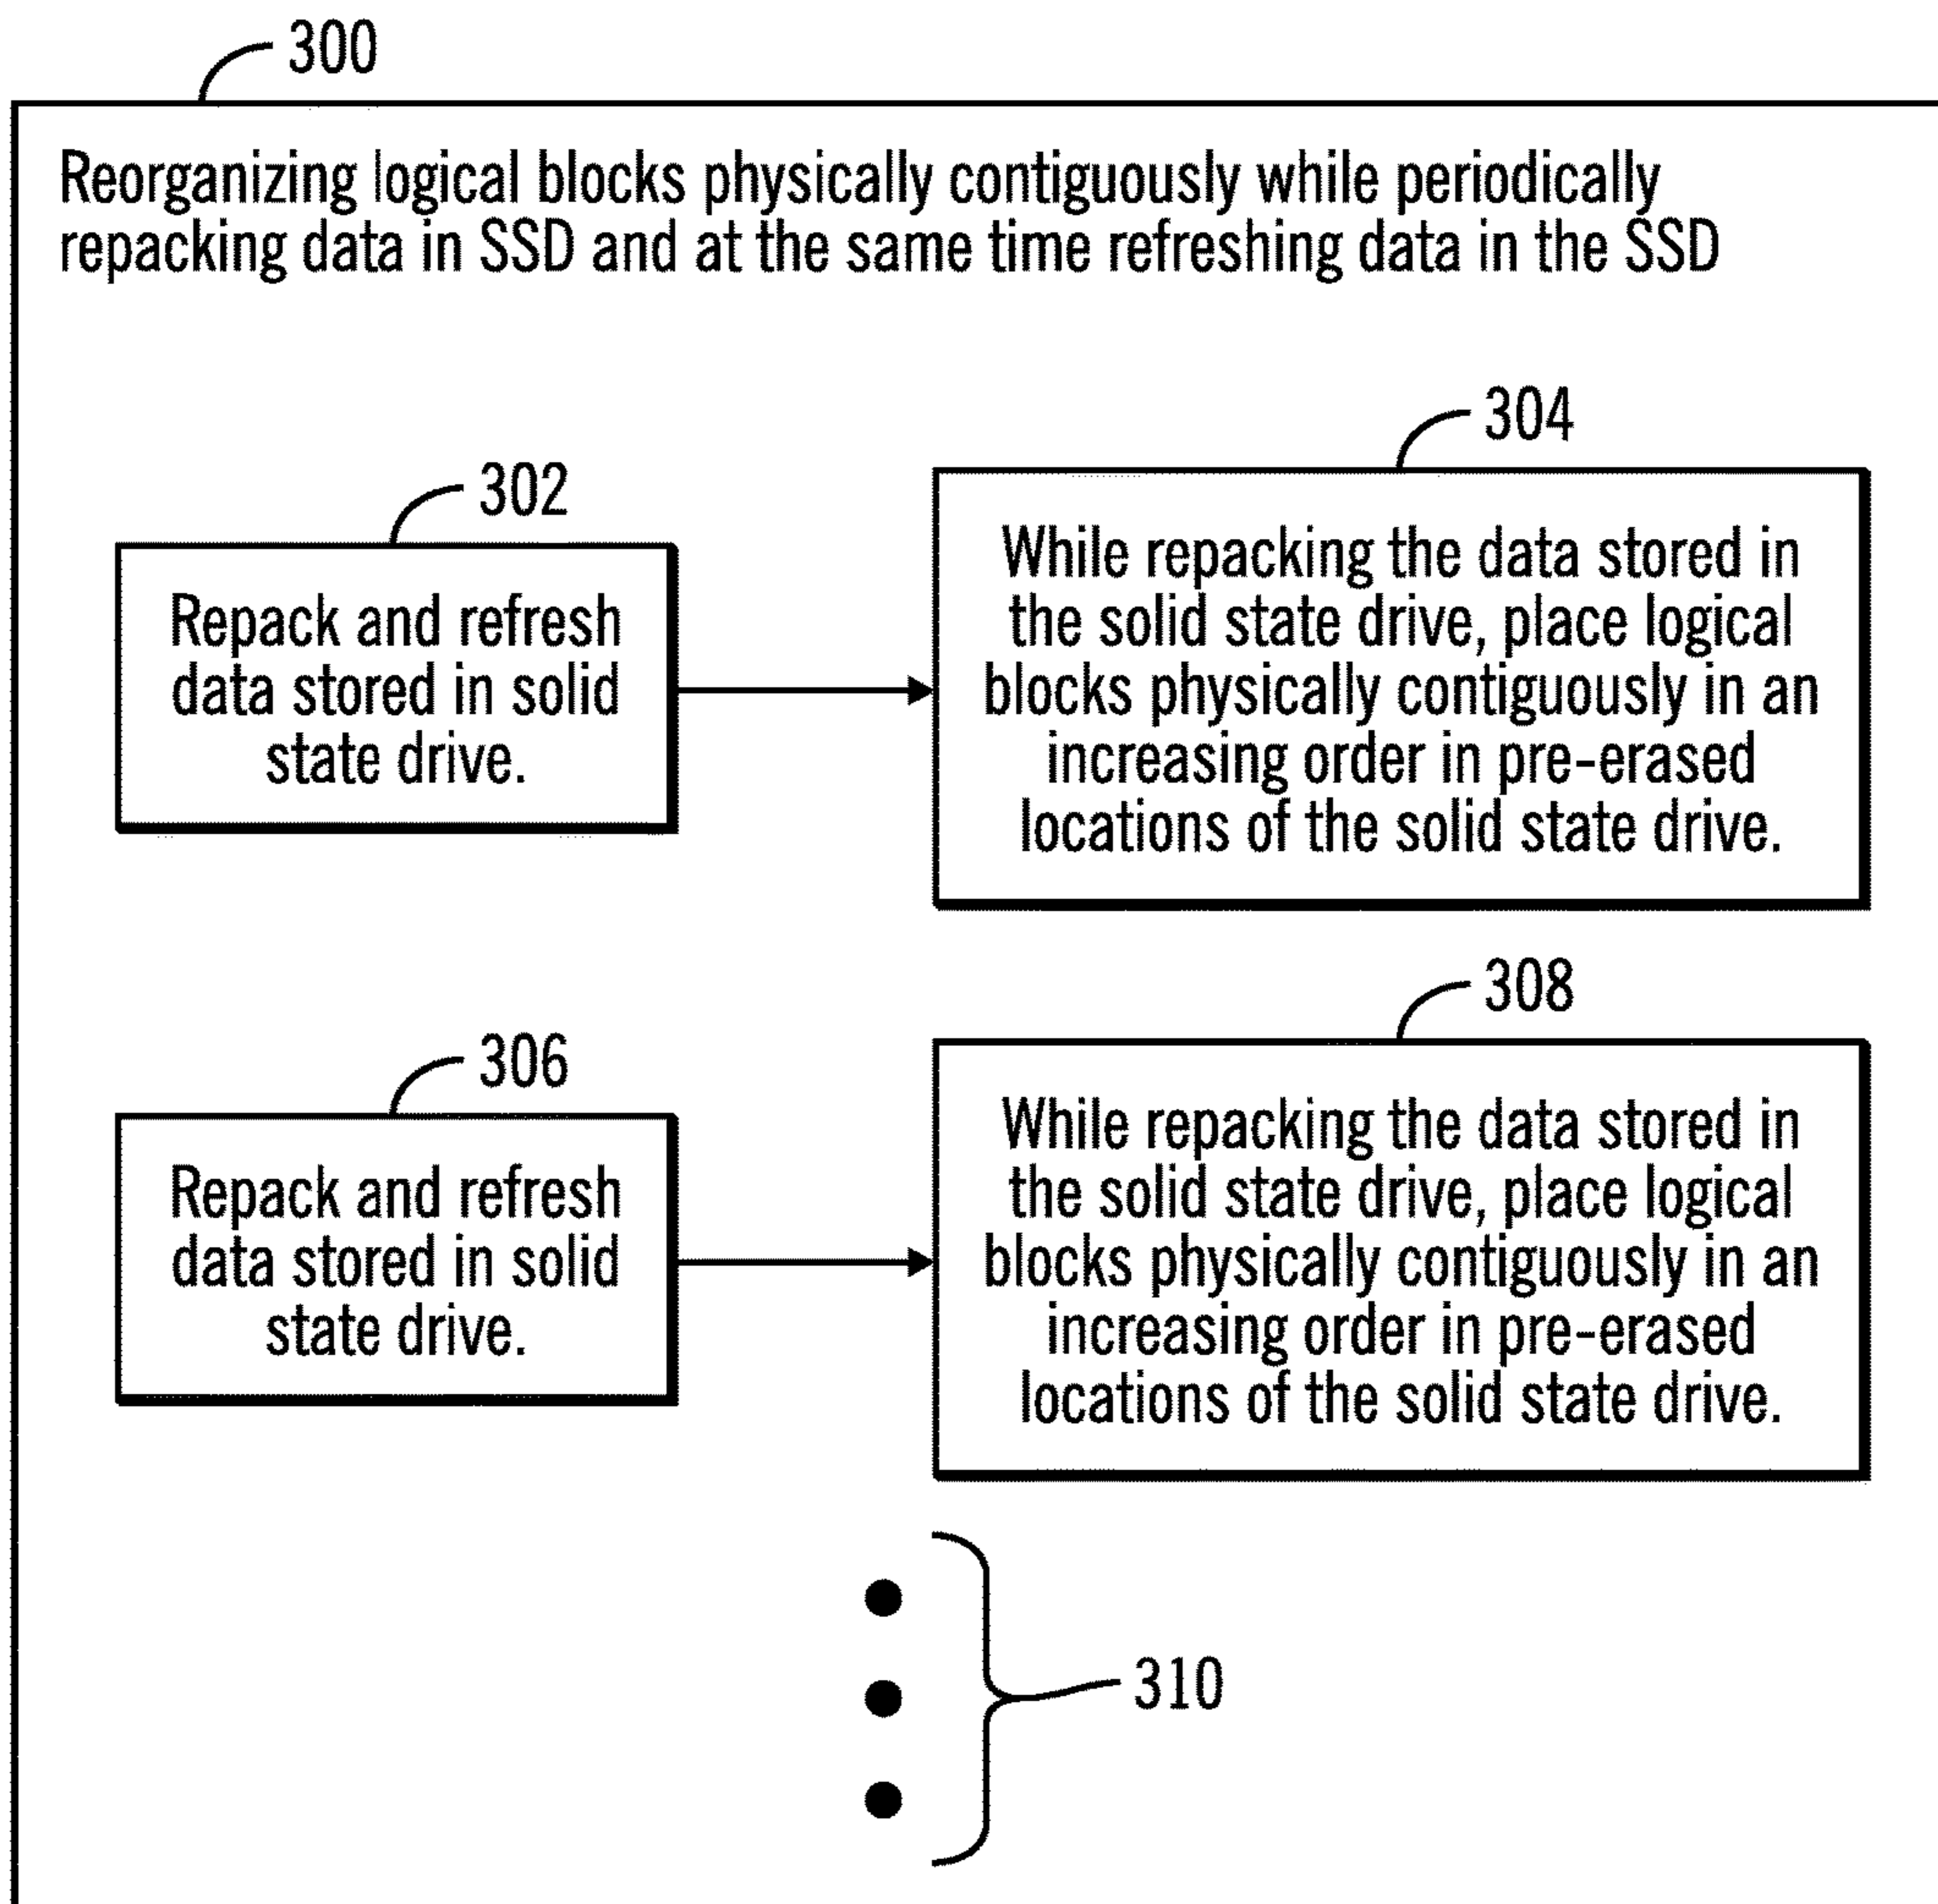 300
Reorganizing logical blocks physically contiguously while periodically
repacking data in SSD and at the same time refreshing data in the SSD
304
302
While repacking the data stored in
the solid state drive, place logical
blocks physically contiguously in an
increasing order in pre-erased
locations of the solid state drive.
Repack and refresh
data stored in solid
state drive.
308
306
While repacking the data stored in
the solid state drive, place logical
blocks physically contiguously in an
increasing order in pre-erased
locations of the solid state drive.
Repack and refresh
data stored in solid
state drive.
310